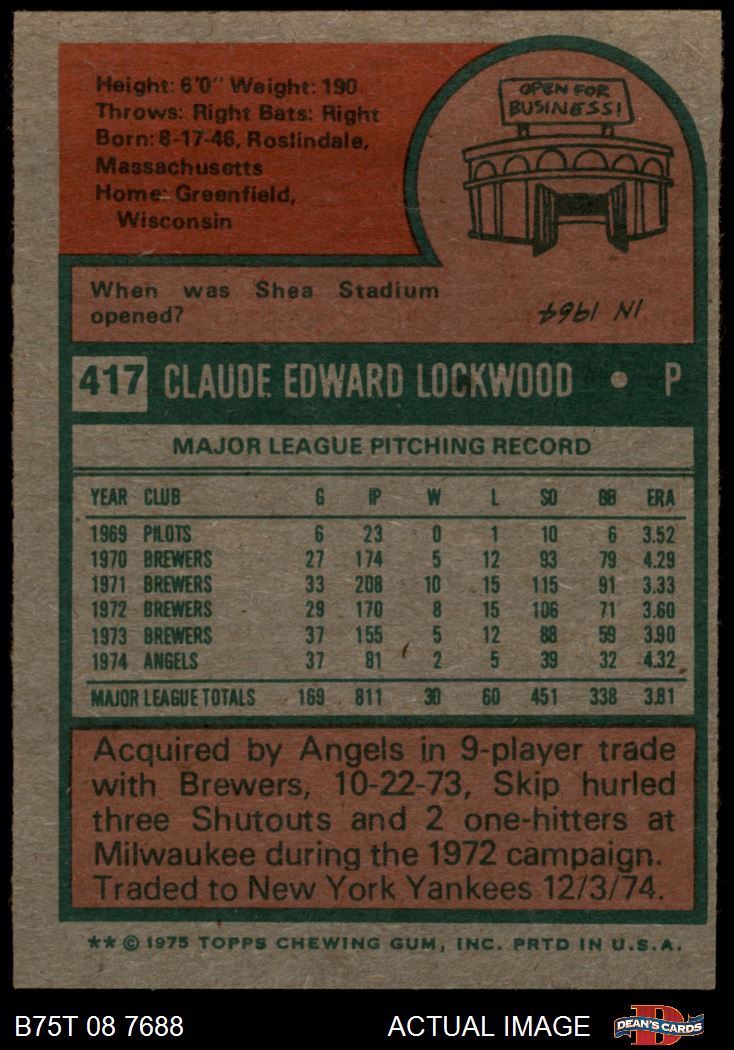 Height: 6'0" Weight: 190
Throws: Right Bats: Right
Born: 8-17-46, Roslindale,
Massachusetts
Home: Greenfield,
Wisconsin
OPEN FOR
BUSINESS!
When was Shea Stadium
opened?
IN 1964
417 CLAUDE EDWARD LOCKWOOD • P
MAJOR LEAGUE PITCHING RECORD
YEAR CLUB G IP W L SO BB ERA
1969 PILOTS 6 23 0 1 10 6 3.52
1970 BREWERS 27 174 5 12 93 79 4.29
1971 BREWERS 33 208 10 15 115 91 3.33
1972 BREWERS 29 170 8 15 106 71 3.60
1973 BREWERS 37 155 5 12 88 59 3.90
1974 ANGELS 37 81 2 5 39 32 4.32
MAJOR LEAGUE TOTALS 169 811 30 60 451 338 3.81
Acquired by Angels in 9-player trade
with Brewers, 10-22-73, Skip hurled
three Shutouts and 2 one-hitters at
Milwaukee during the 1972 campaign.
Traded to New York Yankees 12/3/74.
** © 1975 TOPPS CHEWING GUM, INC. PRTD IN U.S.A.
B75T 08 7688 ACTUAL IMAGE DEAN'S CARDS